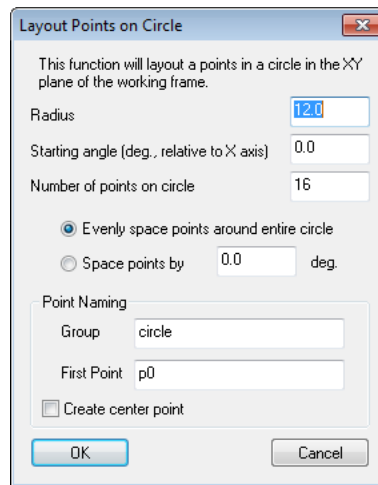 Layout Points on Circle
This function will layout a points in a circle in the XY
plane of the working frame.
Radius 12.0
Starting angle (deg., relative to X axis) 0.0
Number of points on circle 16
Evenly space points around entire circle
Space points by 0.0 deg.
Point Naming
Group circle
First Point p0
Create center point
OK Cancel